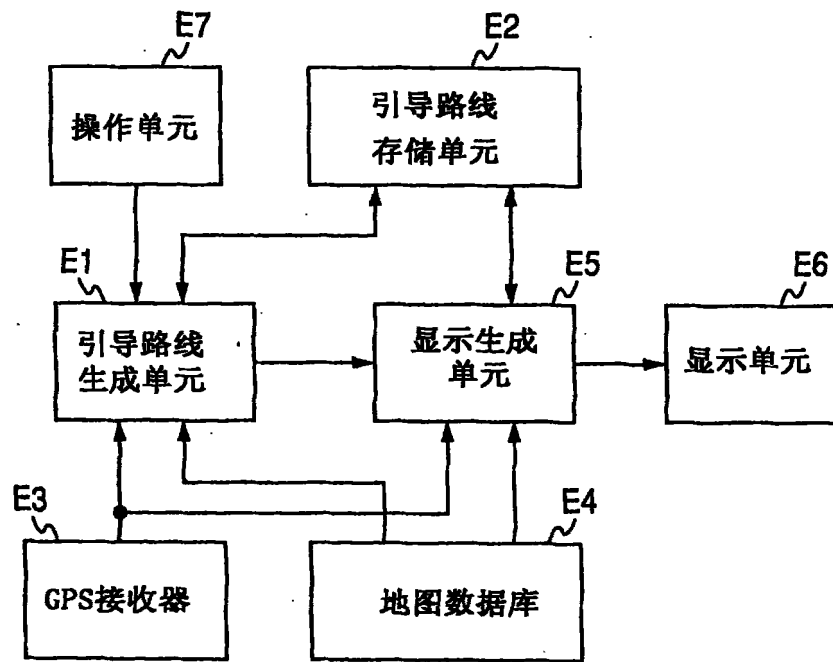 E7
操作单元
E2
引导路线
存储单元
E1
引导路线
生成单元
E5
显示生成
单元
E6
显示单元
E3
GPS接收器
E4
地图数据库